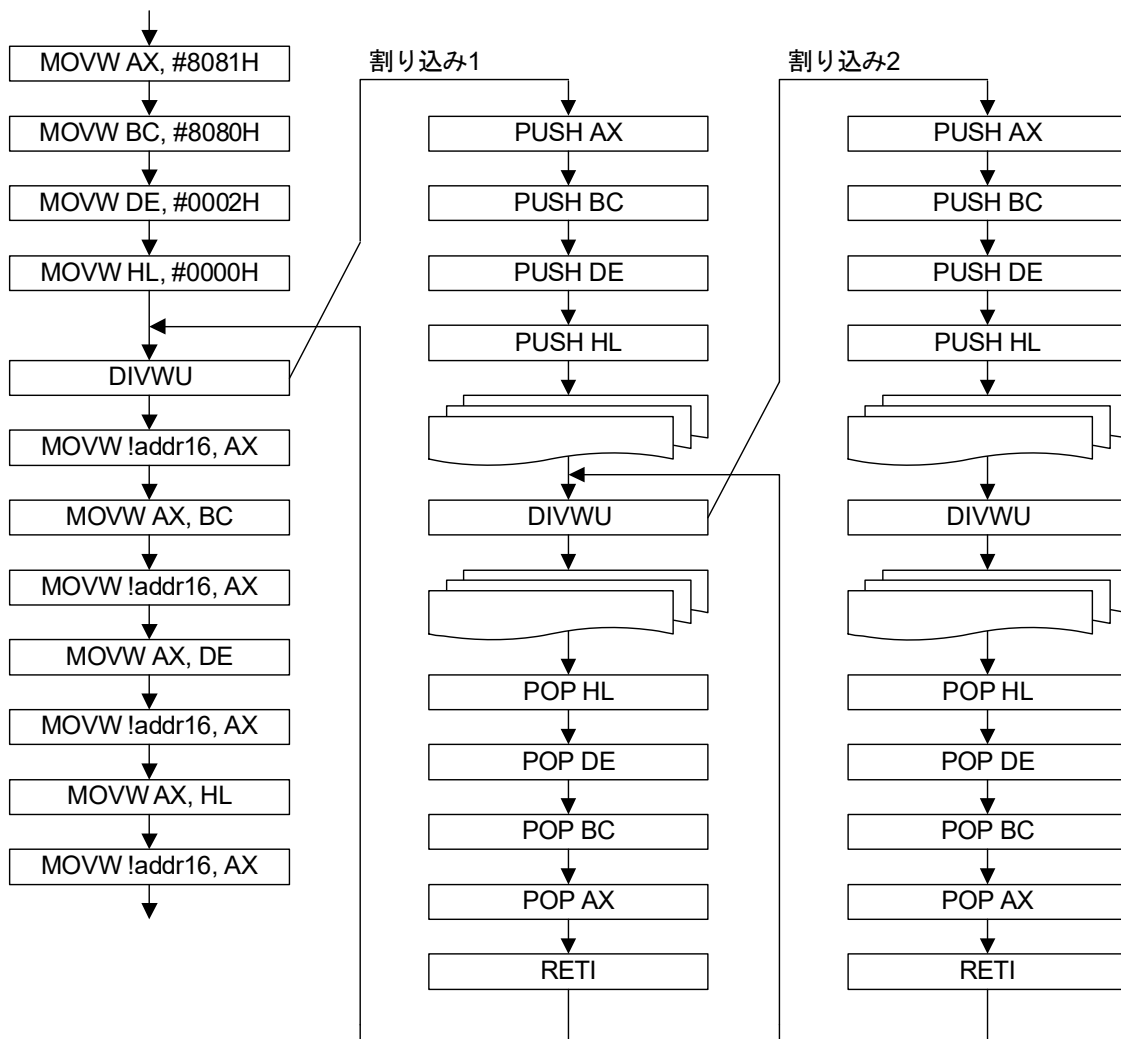 MOVW AX, #8081H
MOVW BC, #8080H
MOVW DE, #0002H
MOVW HL, #0000H
DIVWU
MOVW !addr16, AX
MOVW AX, BC
MOVW !addr16, AX
MOVW AX, DE
MOVW !addr16, AX
MOVW AX, HL
MOVW !addr16, AX
割り込み1
PUSH AX
PUSH BC
PUSH DE
PUSH HL
DIVWU
POP HL
POP DE
POP BC
POP AX
RETI
割り込み2
PUSH AX
PUSH BC
PUSH DE
PUSH HL
DIVWU
POP HL
POP DE
POP BC
POP AX
RETI